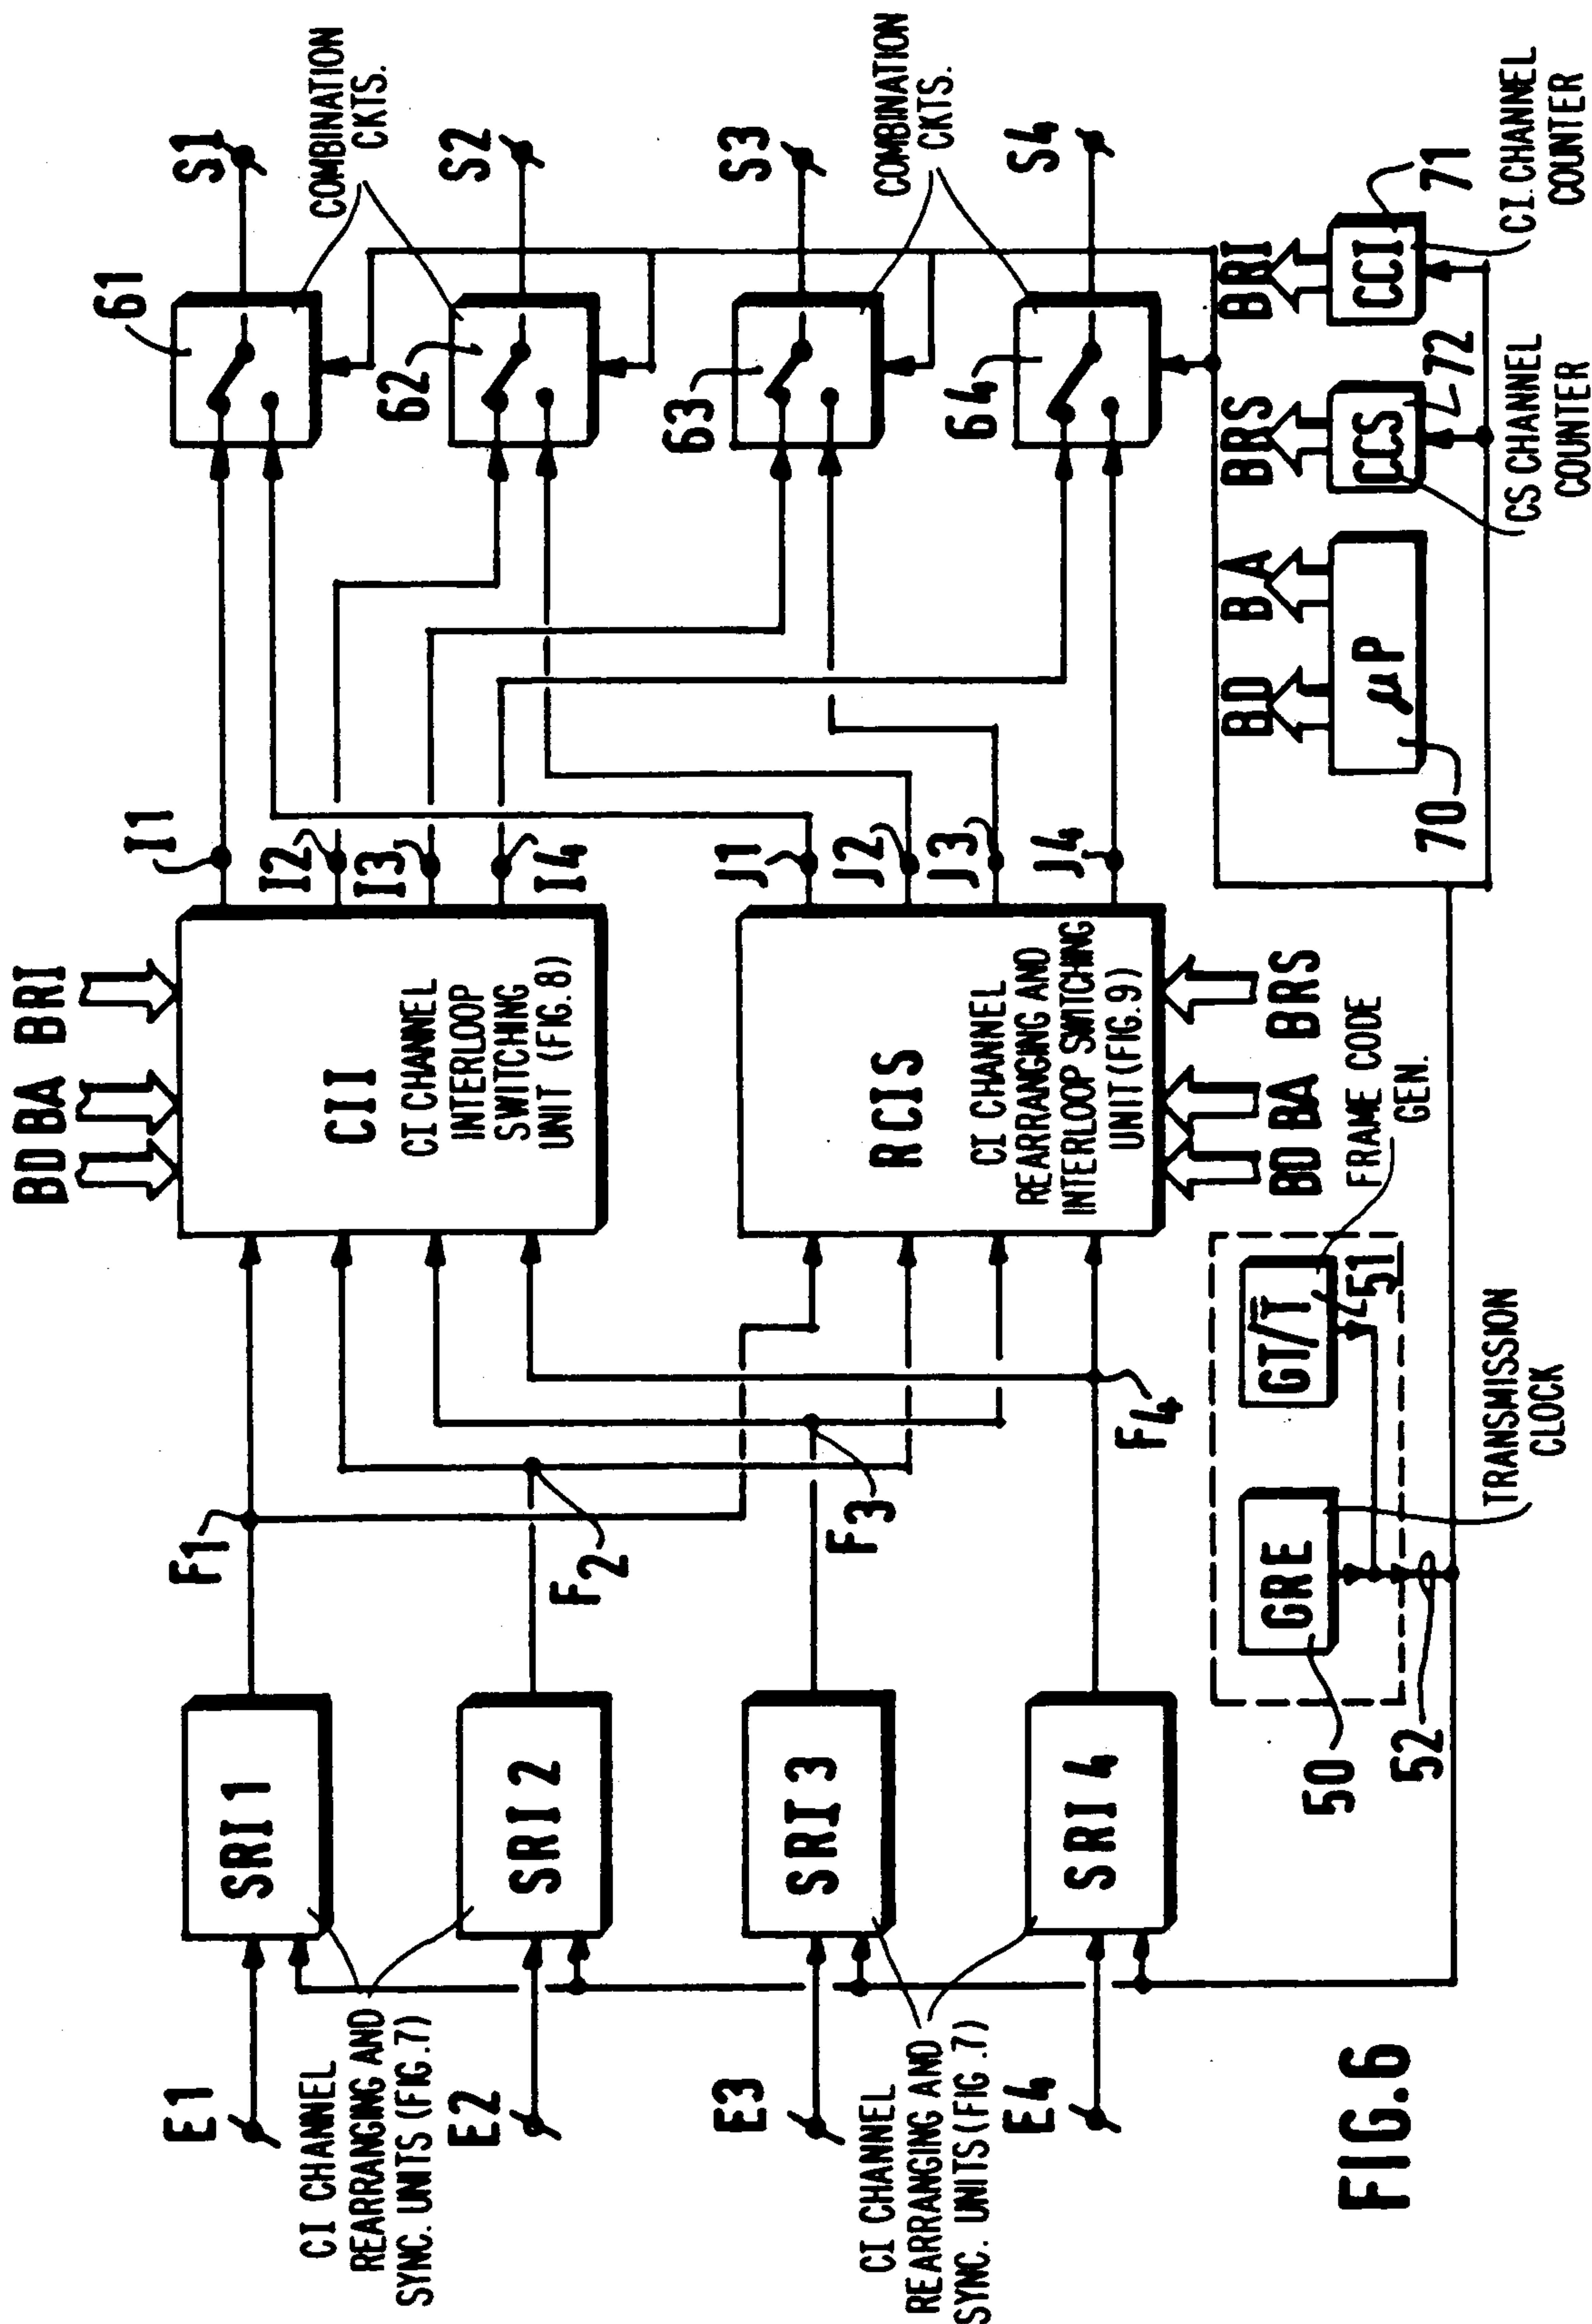 E1
CI CHANNEL
REARRANGING AND
SYNC. UNITS (FIG.7)
E2
E3
CI CHANNEL
REARRANGING AND
SYNC. UNITS (FIG.7)
E4
SRI 1
SRI 2
SRI 3
SRI 4
F1
F2
F3
F4
BD BA BRI
CII
CI CHANNEL
INTERLOOP
SWITCHING
UNIT (FIG.8)
RCIS
CI CHANNEL
REARRANGING AND
INTERLOOP SWITCHING
UNIT (FIG.9)
BD BA BRS
I1
I2
I3
I4
J1
J2
J3
J4
61
62
63
64
S1
COMBINATION
CKTS.
S2
S3
COMBINATION
CKTS.
S4
50
GRE
52
GT/T̅
51
FRAME CODE
GEN.
TRANSMISSION
CLOCK
BD BA BRS BRI
µP
70
CCS
72
CCI
71
CS CHANNEL
COUNTER
CI CHANNEL
COUNTER
FIG.6